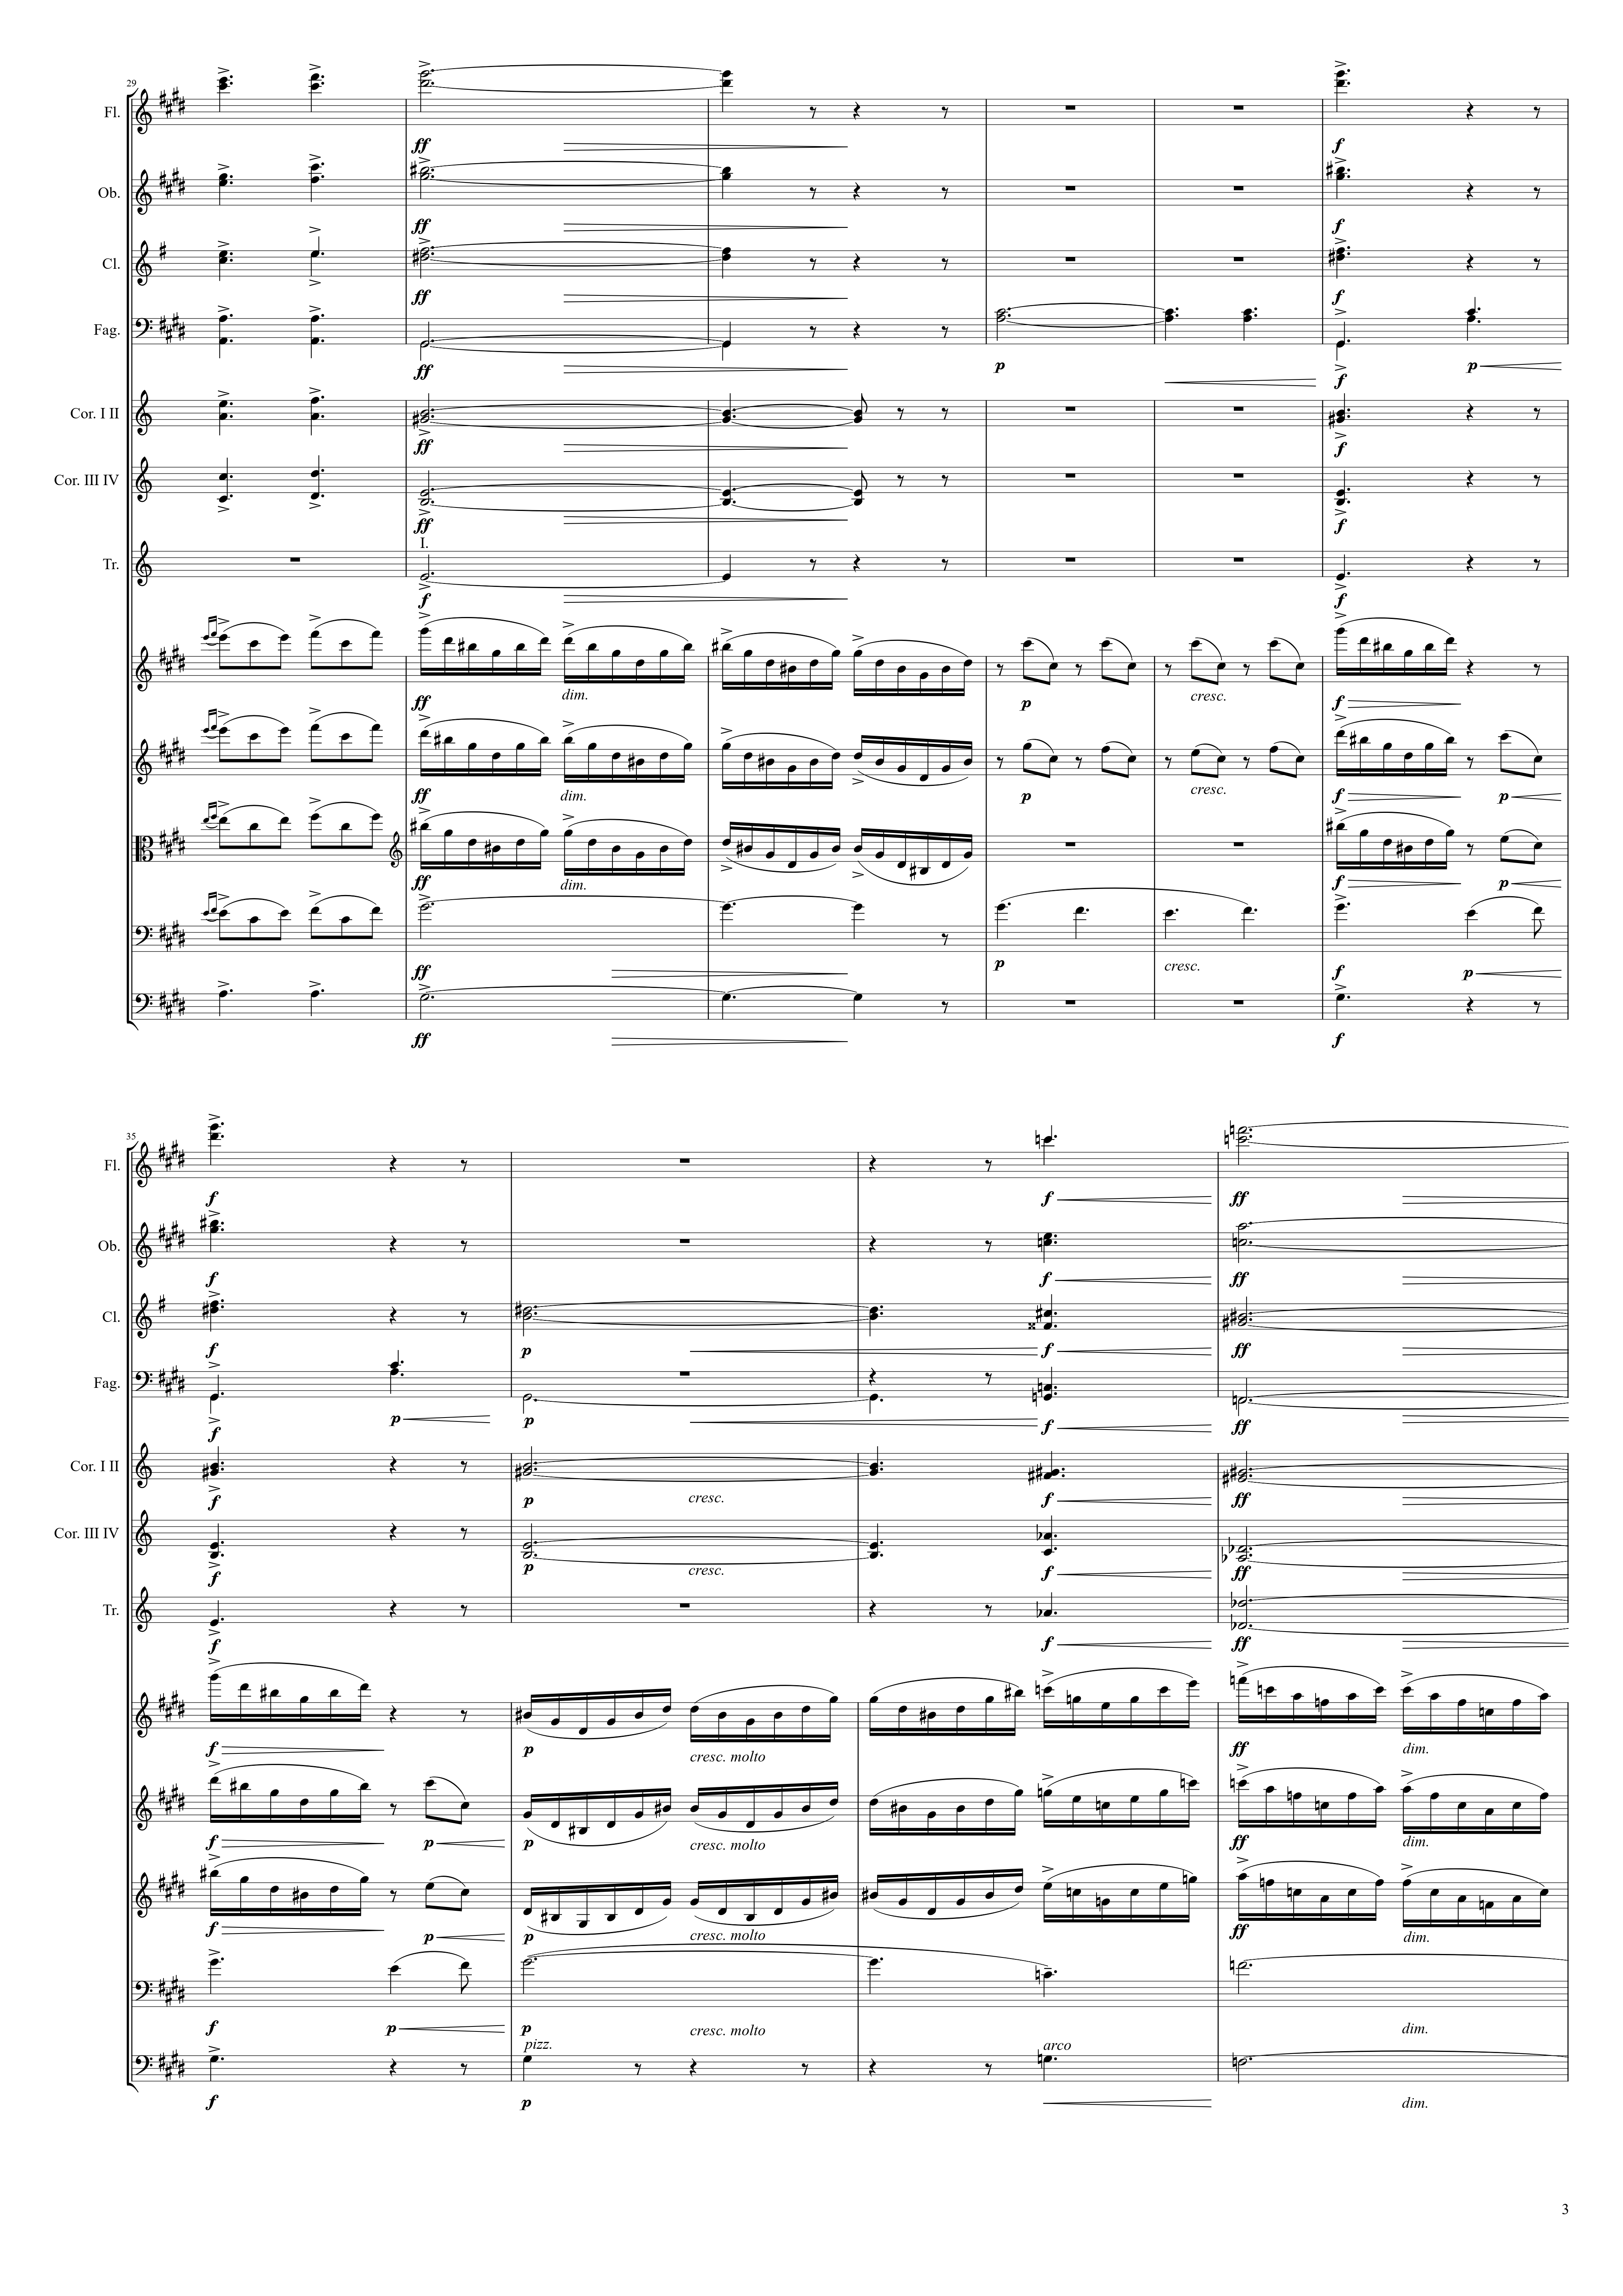 29
Fl.
ff
f
Ob.
ff
f
Cl.
ff
f
Fag.
ff
p
f
p
Cor. I II
ff
f
Cor. III IV
ff
f
I.
Tr.
f
f
ff
dim.
p
cresc.
f
ff
dim.
p
cresc.
f
p
ff
dim.
f
p
ff
p
cresc.
f
p
ff
f
35
Fl.
f
f
ff
Ob.
f
f
ff
Cl.
f
p
f
ff
Fag.
f
p
p
f
ff
Cor. I II
f
p
cresc.
f
ff
Cor. III IV
f
p
cresc.
f
ff
Tr.
f
f
ff
f
p
cresc. molto
ff
dim.
f
p
p
cresc. molto
ff
dim.
f
p
p
cresc. molto
ff
dim.
f
p
p
cresc. molto
dim.
pizz.
arco
f
p
dim.
3